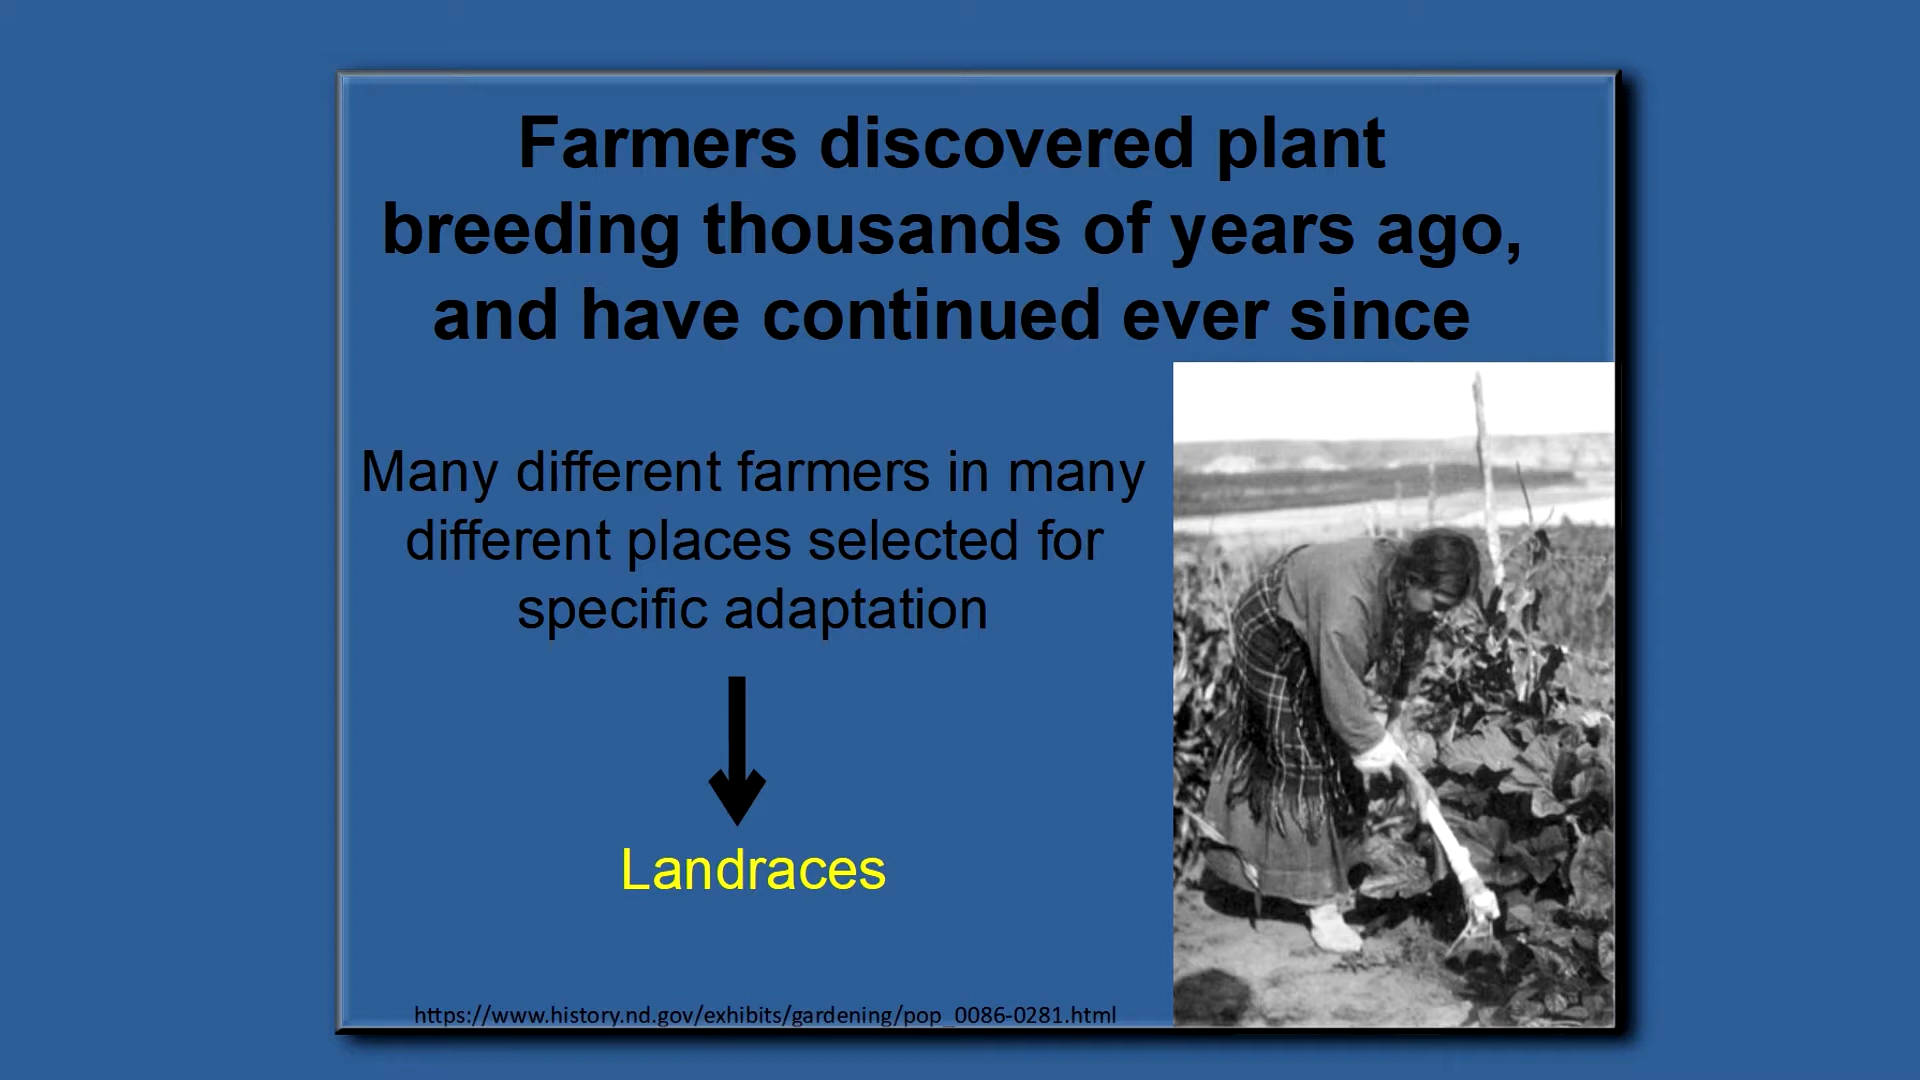 Farmers discovered plant
breeding thousands of years ago,
and have continued ever since
Many different farmers in many
different places selected for
specific adaptation
Landraces
https://www.history.nd.gov/exhibits/gardening/pop_0086-0281.html